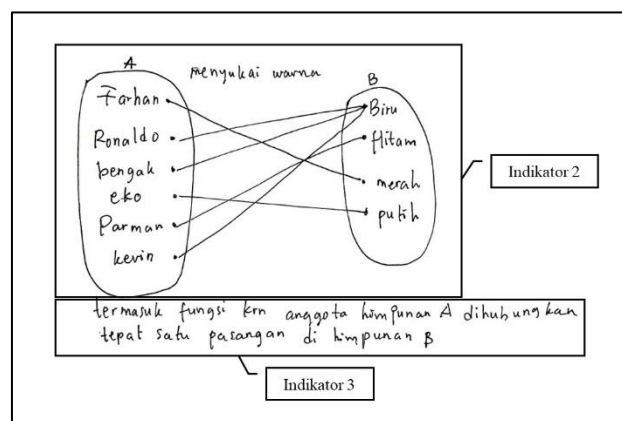 A
menyukai warna
B
Farhan
Ronaldo
bengak
eko
Parman
kevin
Biru
Hitam
merah
putih
Indikator 2
termasuk fungsi krn anggota himpunan A dihubungkan
tepat satu pasangan di himpunan B
Indikator 3